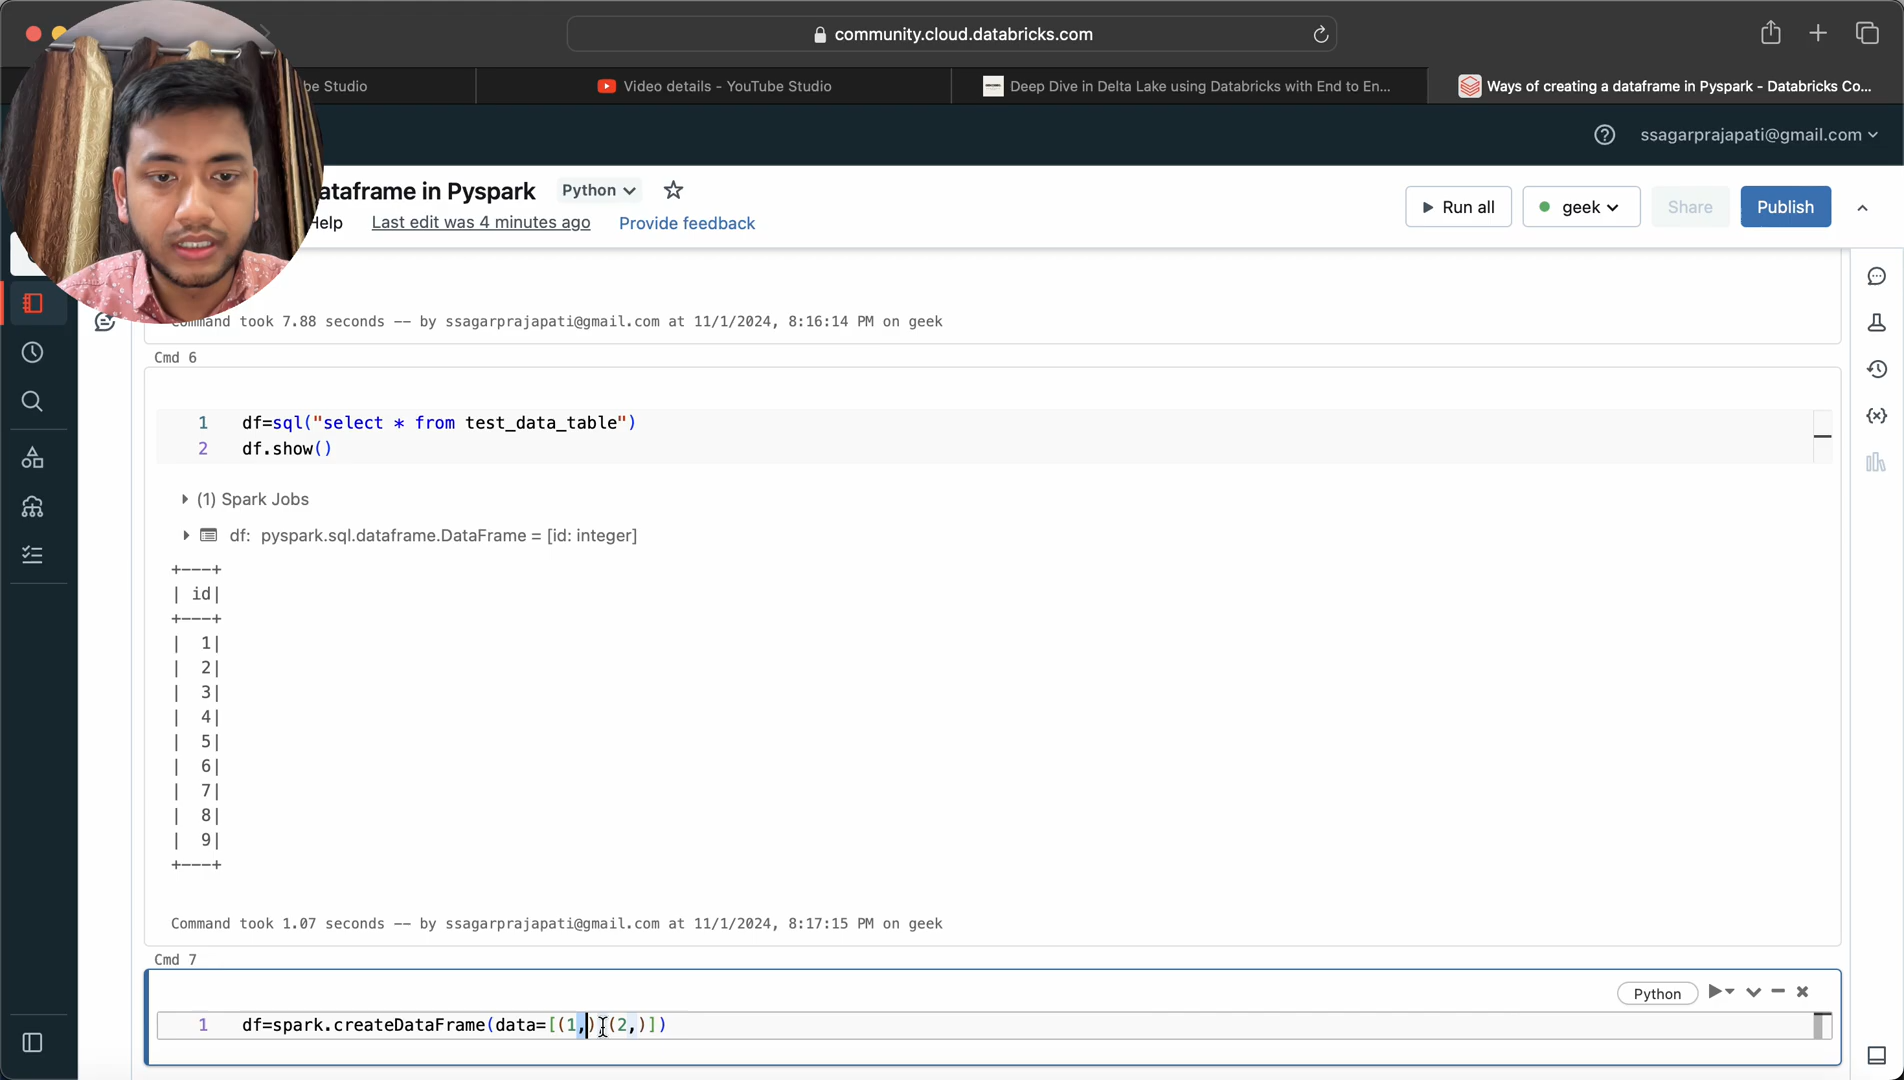 community.cloud.databricks.com
be Studio
Video details - YouTube Studio
Deep Dive in Delta Lake using Databricks with End to En...
Ways of creating a dataframe in Pyspark - Databricks Co...
ssagarprajapati@gmail.com
ataframe in Pyspark
Python
Help
Last edit was 4 minutes ago
Provide feedback
Run all
geek
Share
Publish
ommand took 7.88 seconds -- by ssagarprajapati@gmail.com at 11/1/2024, 8:16:14 PM on geek
Cmd 6
1 df=sql("select * from test_data_table")
2 df.show()
(1) Spark Jobs
df: pyspark.sql.dataframe.DataFrame = [id: integer]
+---+
| id|
+---+
|  1|
|  2|
|  3|
|  4|
|  5|
|  6|
|  7|
|  8|
|  9|
+---+
Command took 1.07 seconds -- by ssagarprajapati@gmail.com at 11/1/2024, 8:17:15 PM on geek
Cmd 7
Python
1 df=spark.createDataFrame(data=[(1,),(2,)])